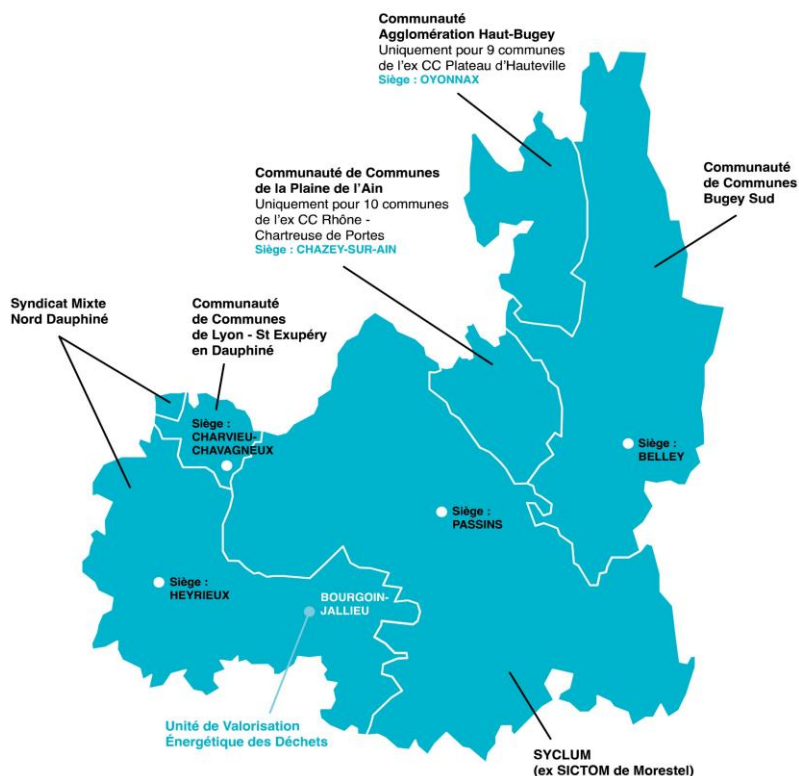 Communauté
Agglomération Haut-Bugey
Uniquement pour 9 communes
de l'ex CC Plateau d'Hauteville
Siège : OYONNAX
Communauté de Communes
de la Plaine de l'Ain
Uniquement pour 10 communes
de l'ex CC Rhône -
Chartreuse de Portes
Siège : CHAZEY-SUR-AIN
Communauté
de Communes
Bugey Sud
Syndicat Mixte
Nord Dauphiné
Communauté
de Communes
de Lyon - St Exupéry
en Dauphiné
Siège :
CHARVIEU-
CHAVAGNEUX
Siège :
BELLEY
Siège :
PASSINS
Siège :
HEYRIEUX
BOURGOIN-
JALLIEU
Unité de Valorisation
Énergétique des Déchets
SYCLUM
(ex SICTOM de Morestel)